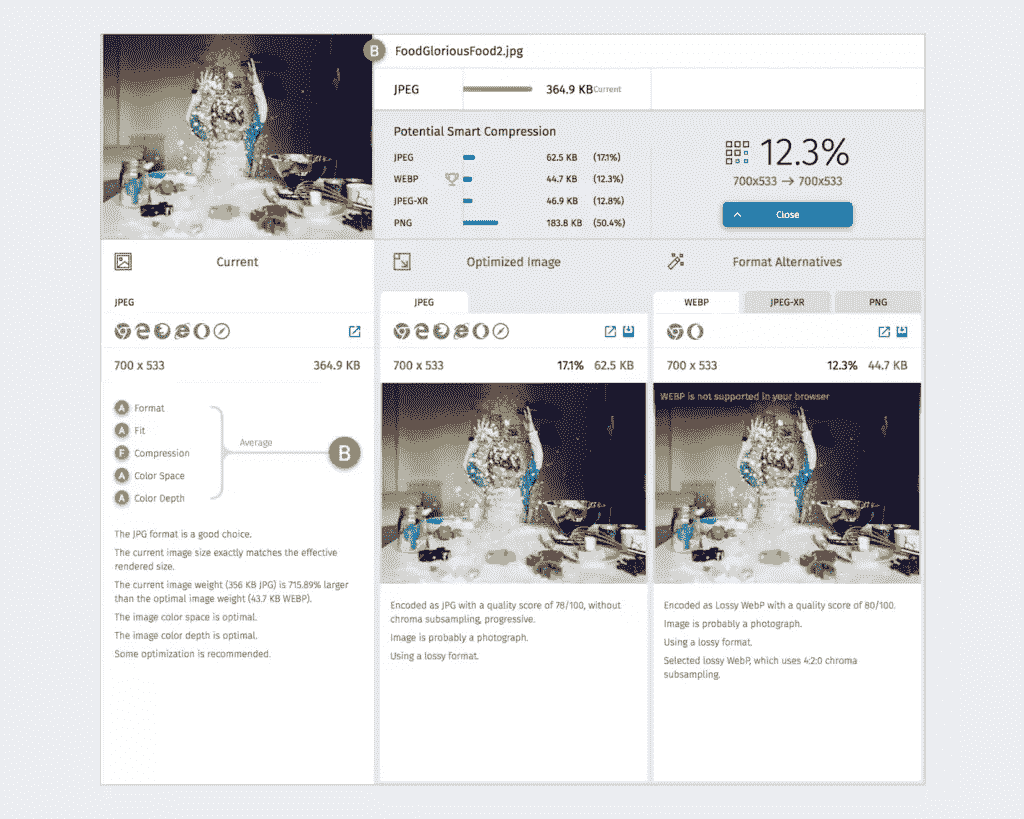 B
FoodGloriousFood2.jpg
JPEG 364.9 KB Current
Potential Smart Compression
JPEG 62.5 KB (17.1%)
WEBP 44.7 KB (12.3%)
JPEG-XR 46.9 KB (12.8%)
PNG 183.8 KB (50.4%)
12.3%
700x533 → 700x533
Close
Current
JPEG
700 x 533 364.9 KB
A Format
A Fit
F Compression
A Color Space
A Color Depth
Average
B
The JPG format is a good choice.
The current image size exactly matches the effective
rendered size.
The current image weight (356 KB JPG) is 715.89% larger
than the optimal image weight (43.7 KB WEBP).
The image color space is optimal.
The image color depth is optimal.
Some optimization is recommended.
Optimized Image
JPEG
700 x 533 17.1% 62.5 KB
Encoded as JPG with a quality score of 78/100, without
chroma subsampling, progressive.
Image is probably a photograph.
Using a lossy format.
Format Alternatives
WEBP JPEG-XR PNG
700 x 533 12.3% 44.7 KB
WEBP is not supported in your browser
Encoded as Lossy WebP with a quality score of 80/100.
Image is probably a photograph.
Using a lossy format.
Selected lossy WebP, which uses 4:2:0 chroma
subsampling.